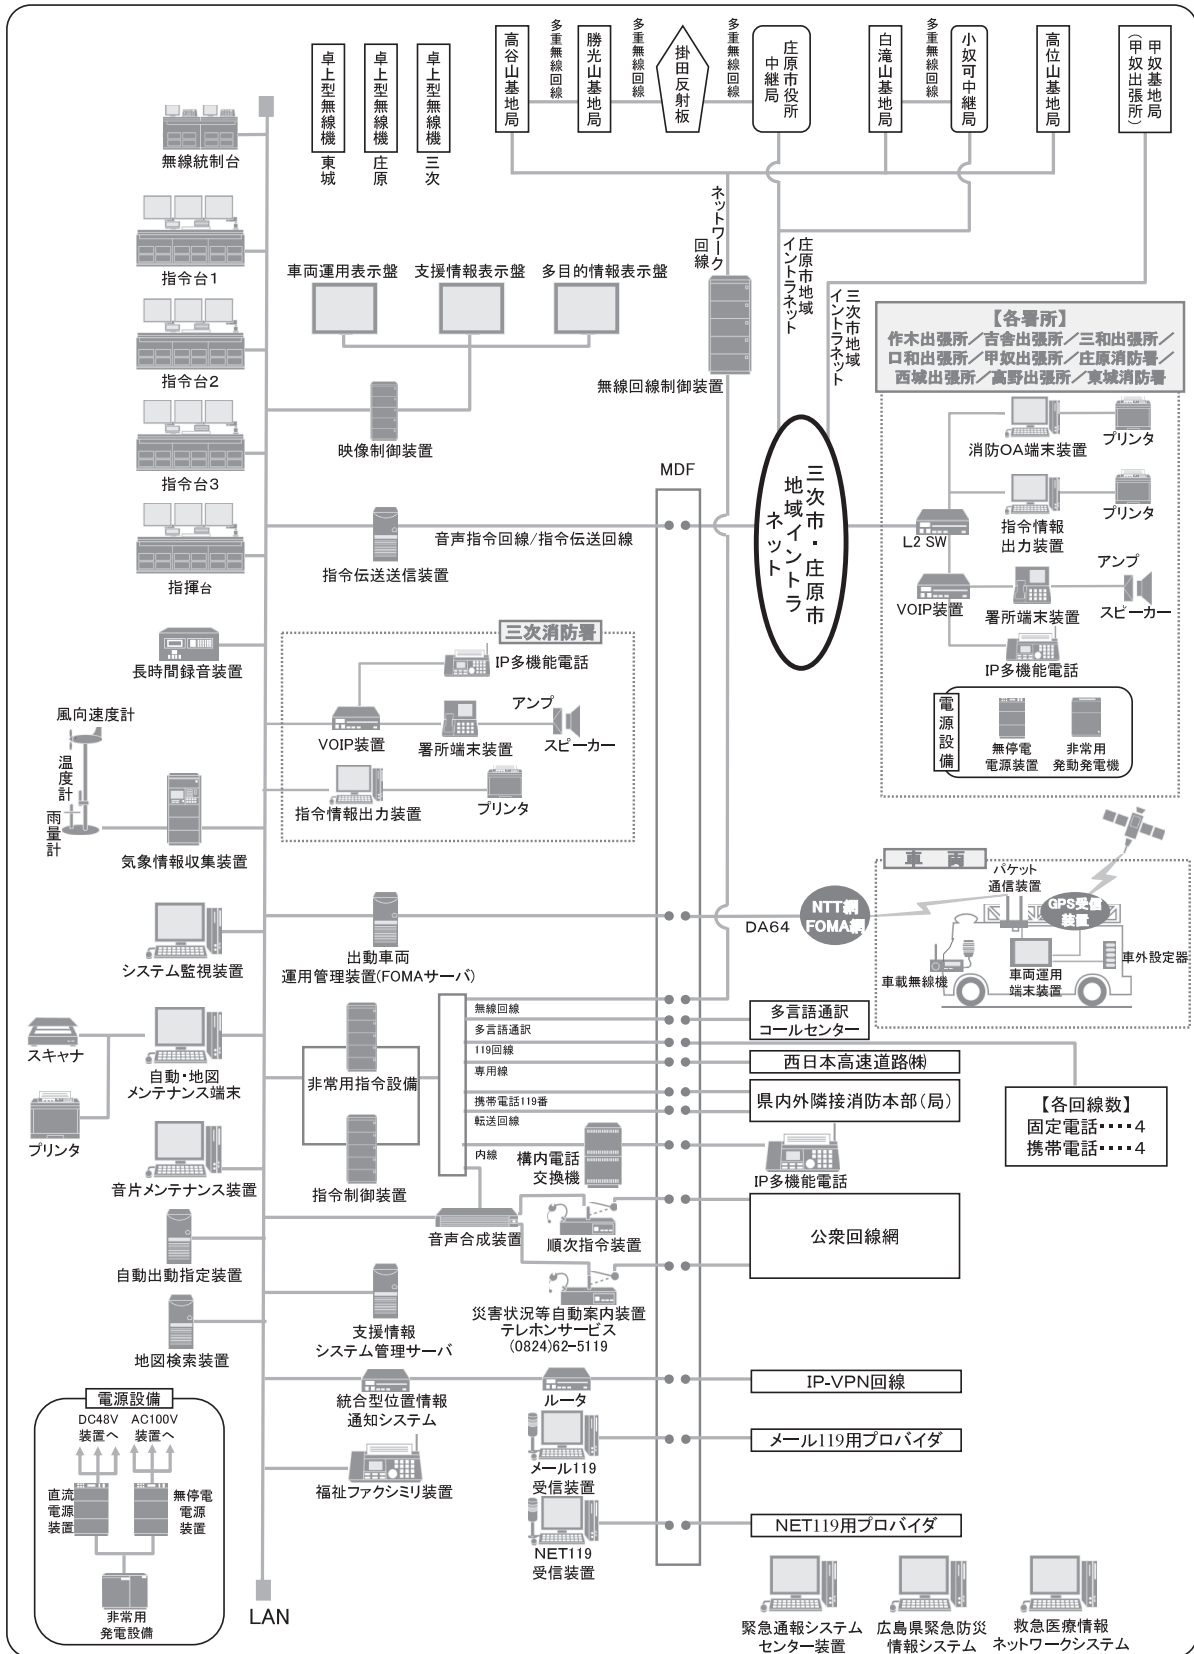 卓上型無線機
東城
卓上型無線機
庄原
卓上型無線機
三次
高谷山基地局
多重無線回線
勝光山基地局
多重無線回線
掛田反射板
多重無線回線
庄原市役所
中継局
白滝山基地局
多重無線回線
小奴可中継局
高位山基地局
甲奴基地局
(甲奴出張所)
無線統制台
指令台1
指令台2
指令台3
指揮台
長時間録音装置
風向速度計
温度計
雨量計
気象情報収集装置
システム監視装置
スキャナ
自動・地図
メンテナンス端末
プリンタ
音片メンテナンス装置
自動出動指定装置
地図検索装置
電源設備
DC48V
装置へ
AC100V
装置へ
直流
電源
装置
無停電
電源
装置
非常用
発電設備
LAN
車両運用表示盤
支援情報表示盤
多目的情報表示盤
映像制御装置
ネットワーク
回線
無線回線制御装置
庄原市地域
イントラネット
三次市地域
イントラネット
MDF
指令伝送送信装置
音声指令回線/指令伝送回線
三次市・庄原市
地域イントラ
ネット
【各署所】
作木出張所/吉舎出張所/三和出張所/
口和出張所/甲奴出張所/庄原消防署/
西城出張所/高野出張所/東城消防署
消防OA端末装置
プリンタ
指令情報
出力装置
プリンタ
L2 SW
VOIP装置
署所端末装置
アンプ
スピーカー
IP多機能電話
電源設備
無停電
電源装置
非常用
発動発電機
三次消防署
IP多機能電話
VOIP装置
署所端末装置
アンプ
スピーカー
指令情報出力装置
プリンタ
出動車両
運用管理装置(FOMAサーバ)
DA64
NTT網
FOMA網
車 両
パケット
通信装置
GPS受信
装置
車載無線機
車両運用
端末装置
車外設定器
非常用指令設備
指令制御装置
無線回線
多言語通訳
119回線
専用線
携帯電話119番
転送回線
内線
構内電話
交換機
多言語通訳
コールセンター
西日本高速道路㈱
県内外隣接消防本部(局)
IP多機能電話
【各回線数】
固定電話‥‥4
携帯電話‥‥4
音声合成装置
順次指令装置
公衆回線網
災害状況等自動案内装置
テレホンサービス
(0824)62-5119
支援情報
システム管理サーバ
統合型位置情報
通知システム
ルータ
IP-VPN回線
福祉ファクシミリ装置
メール119
受信装置
メール119用プロバイダ
NET119
受信装置
NET119用プロバイダ
緊急通報システム
センター装置
広島県緊急防災
情報システム
救急医療情報
ネットワークシステム